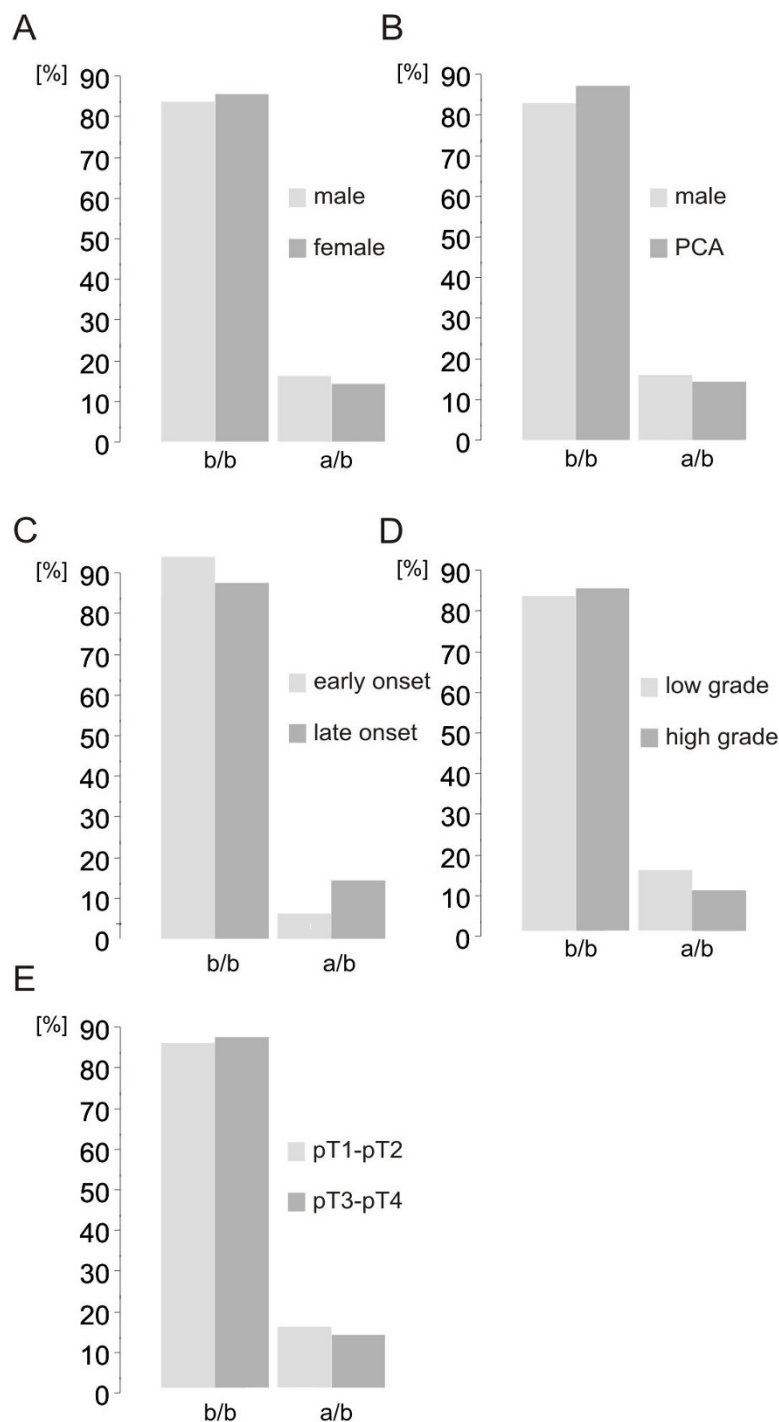 A
[%]
90
80
70
60
50
40
30
20
10
0
male
female
b/b a/b
B
[%]
90
80
70
60
50
40
30
20
10
0
male
PCA
b/b a/b
C
[%]
90
80
70
60
50
40
30
20
10
0
early onset
late onset
b/b a/b
D
[%]
90
80
70
60
50
40
30
20
10
0
low grade
high grade
b/b a/b
E
[%]
90
80
70
60
50
40
30
20
10
0
pT1-pT2
pT3-pT4
b/b a/b